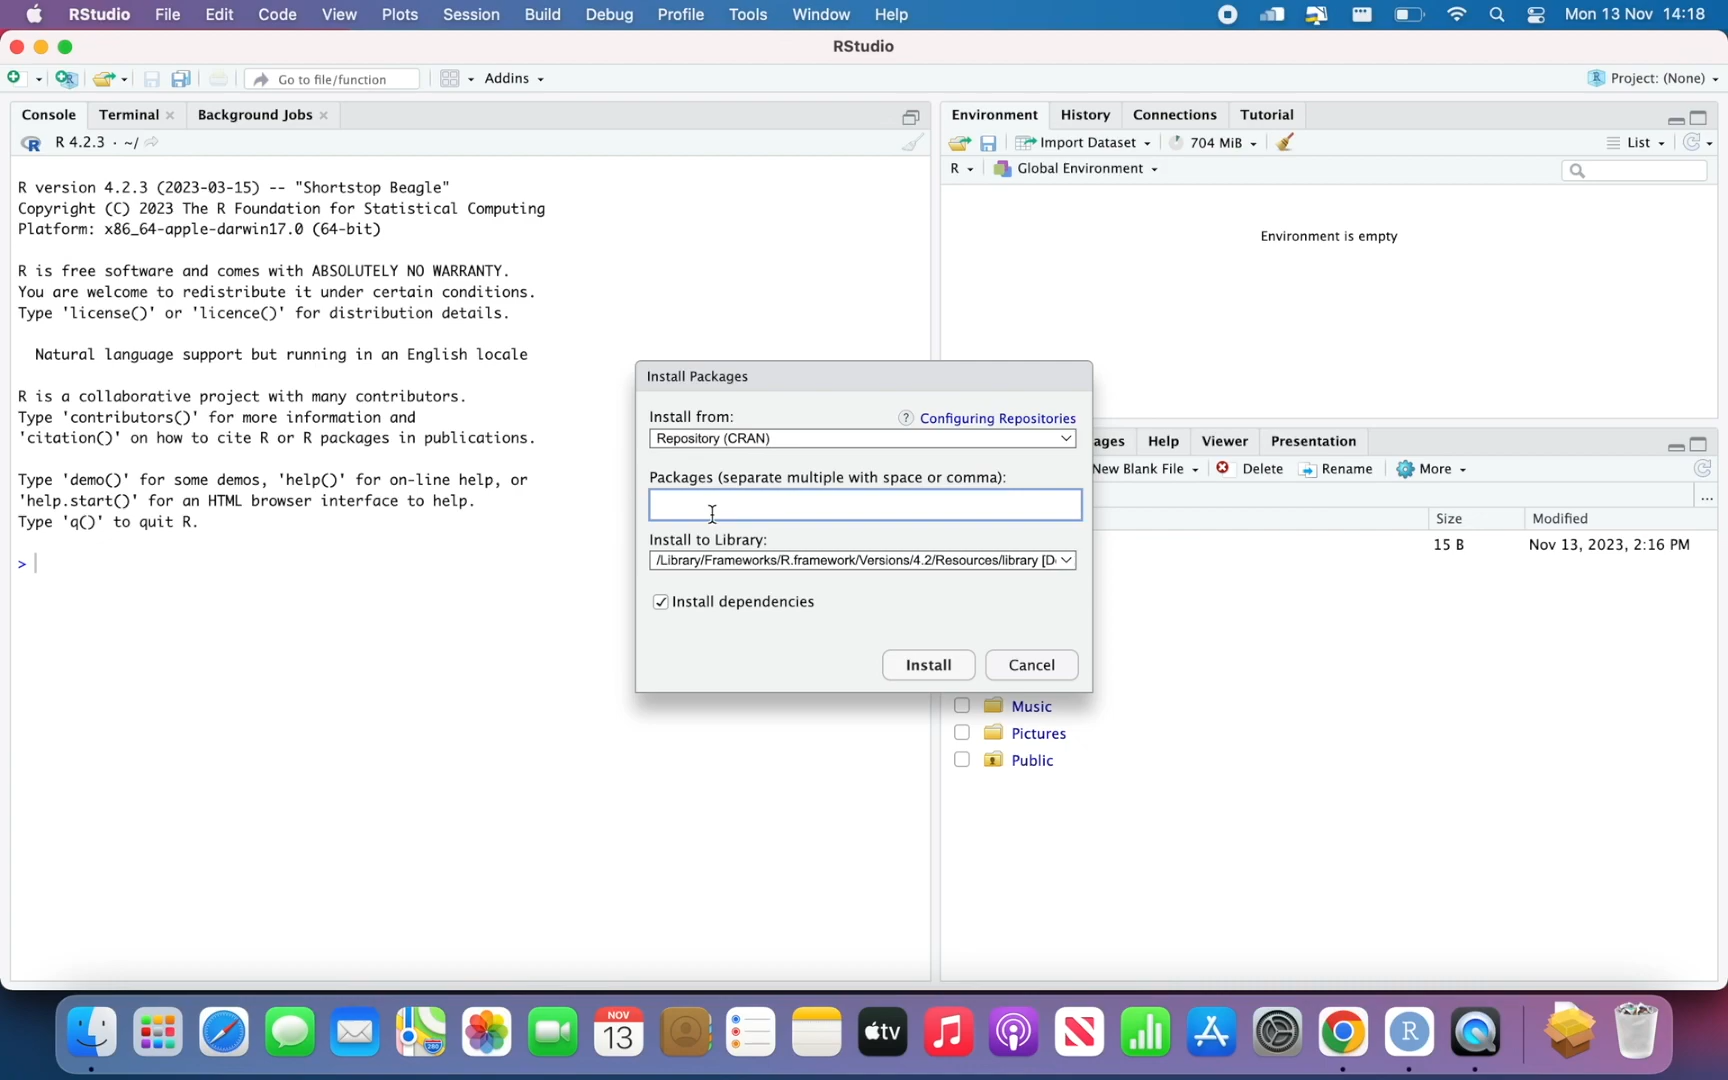 RStudio File Edit Code View Plots Session Build Debug Profile Tools Window Help Mon 13 Nov 14:18
RStudio
Go to file/function Addins Project: (None)
Console Terminal Background Jobs
R 4.2.3 · ~/
R version 4.2.3 (2023-03-15) -- "Shortstop Beagle"
Copyright (C) 2023 The R Foundation for Statistical Computing
Platform: x86_64-apple-darwin17.0 (64-bit)
R is free software and comes with ABSOLUTELY NO WARRANTY.
You are welcome to redistribute it under certain conditions.
Type 'license()' or 'licence()' for distribution details.
Natural language support but running in an English locale
R is a collaborative project with many contributors.
Type 'contributors()' for more information and
'citation()' on how to cite R or R packages in publications.
Type 'demo()' for some demos, 'help()' for on-line help, or
'help.start()' for an HTML browser interface to help.
Type 'q()' to quit R.
>
Environment History Connections Tutorial
Import Dataset 704 MiB List
R Global Environment
Environment is empty
Install Packages
Install from: ? Configuring Repositories
Repository (CRAN)
Packages (separate multiple with space or comma):
Install to Library:
/Library/Frameworks/R.framework/Versions/4.2/Resources/library [D
Install dependencies
Install Cancel
ages Help Viewer Presentation
New Blank File Delete Rename More
...
Size Modified
15 B Nov 13, 2023, 2:16 PM
Music
Pictures
Public
NOV
13
tv
R